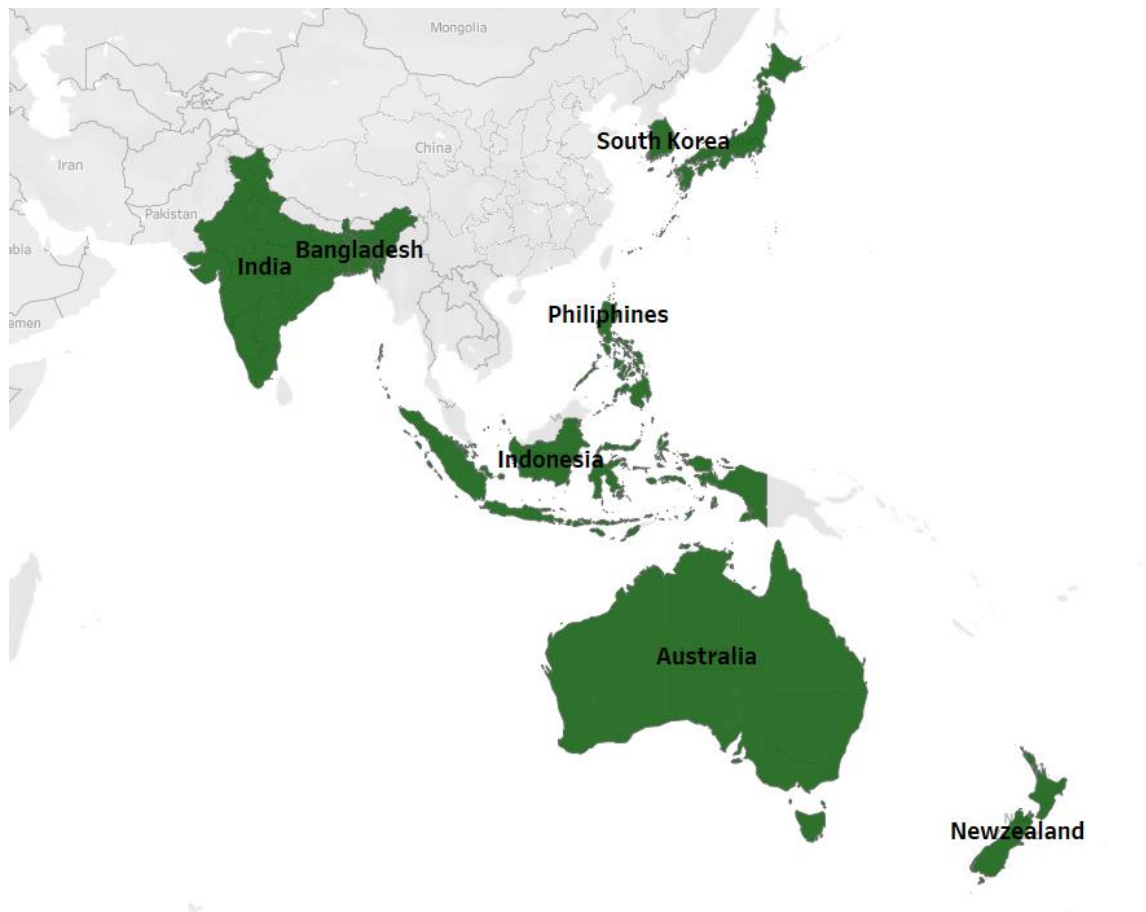 Mongolia
South Korea
China
Iran
Pakistan
Bangladesh
India
Philiphines
Indonesia
Australia
Newzealand